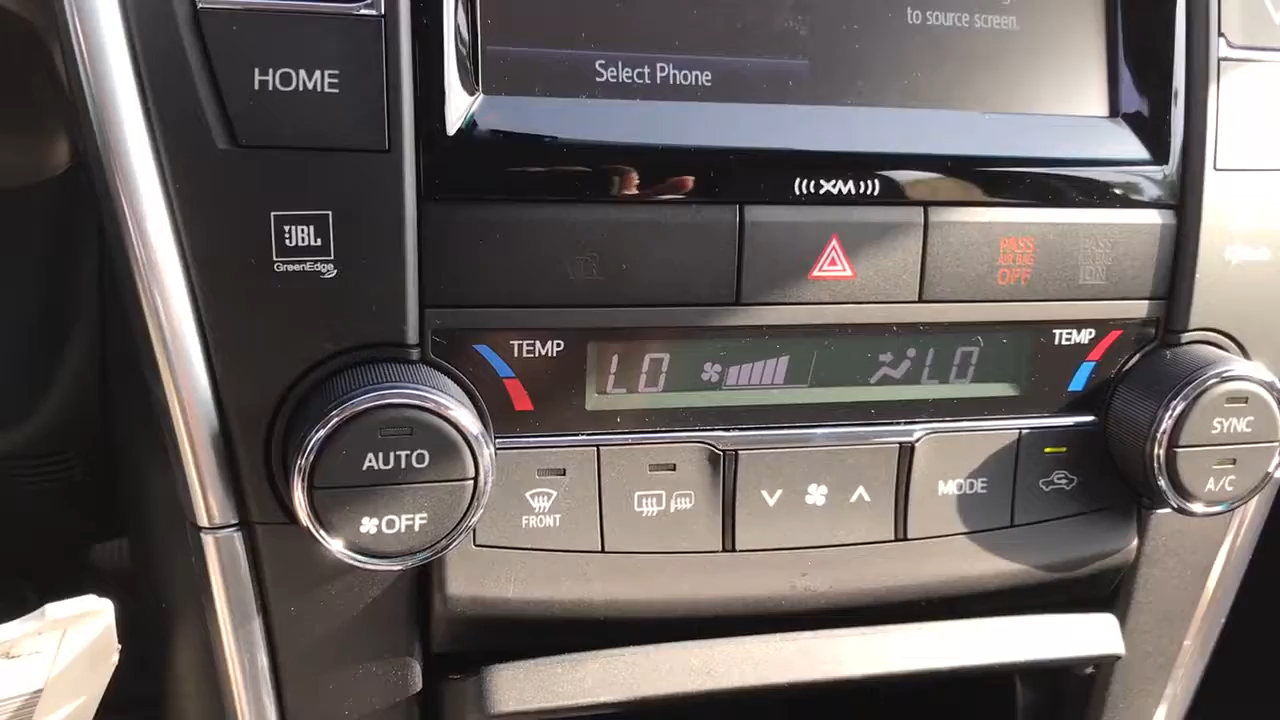 to source screen.
Select Phone
HOME
(((XM)))
JBL
GreenEdge
PASS
AIR BAG
OFF
PASS
AIR BAG
ON
TEMP
LO
LO
TEMP
AUTO
OFF
FRONT
MODE
SYNC
A/C